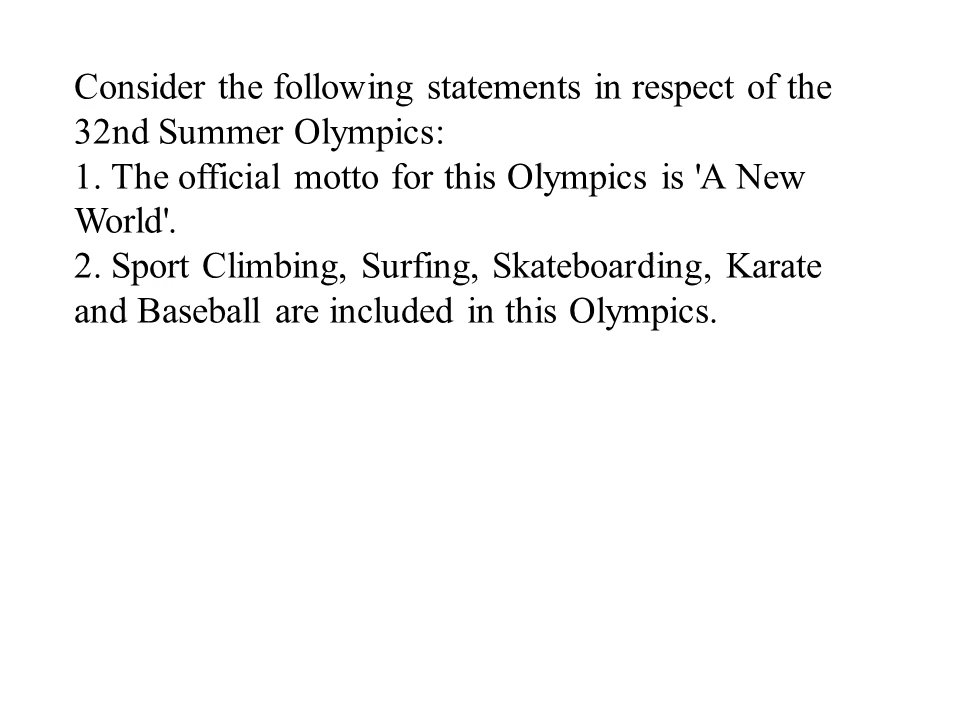 Consider the following statements in respect of the
32nd Summer Olympics:
1. The official motto for this Olympics is 'A New
World'.
2. Sport Climbing, Surfing, Skateboarding, Karate
and Baseball are included in this Olympics.